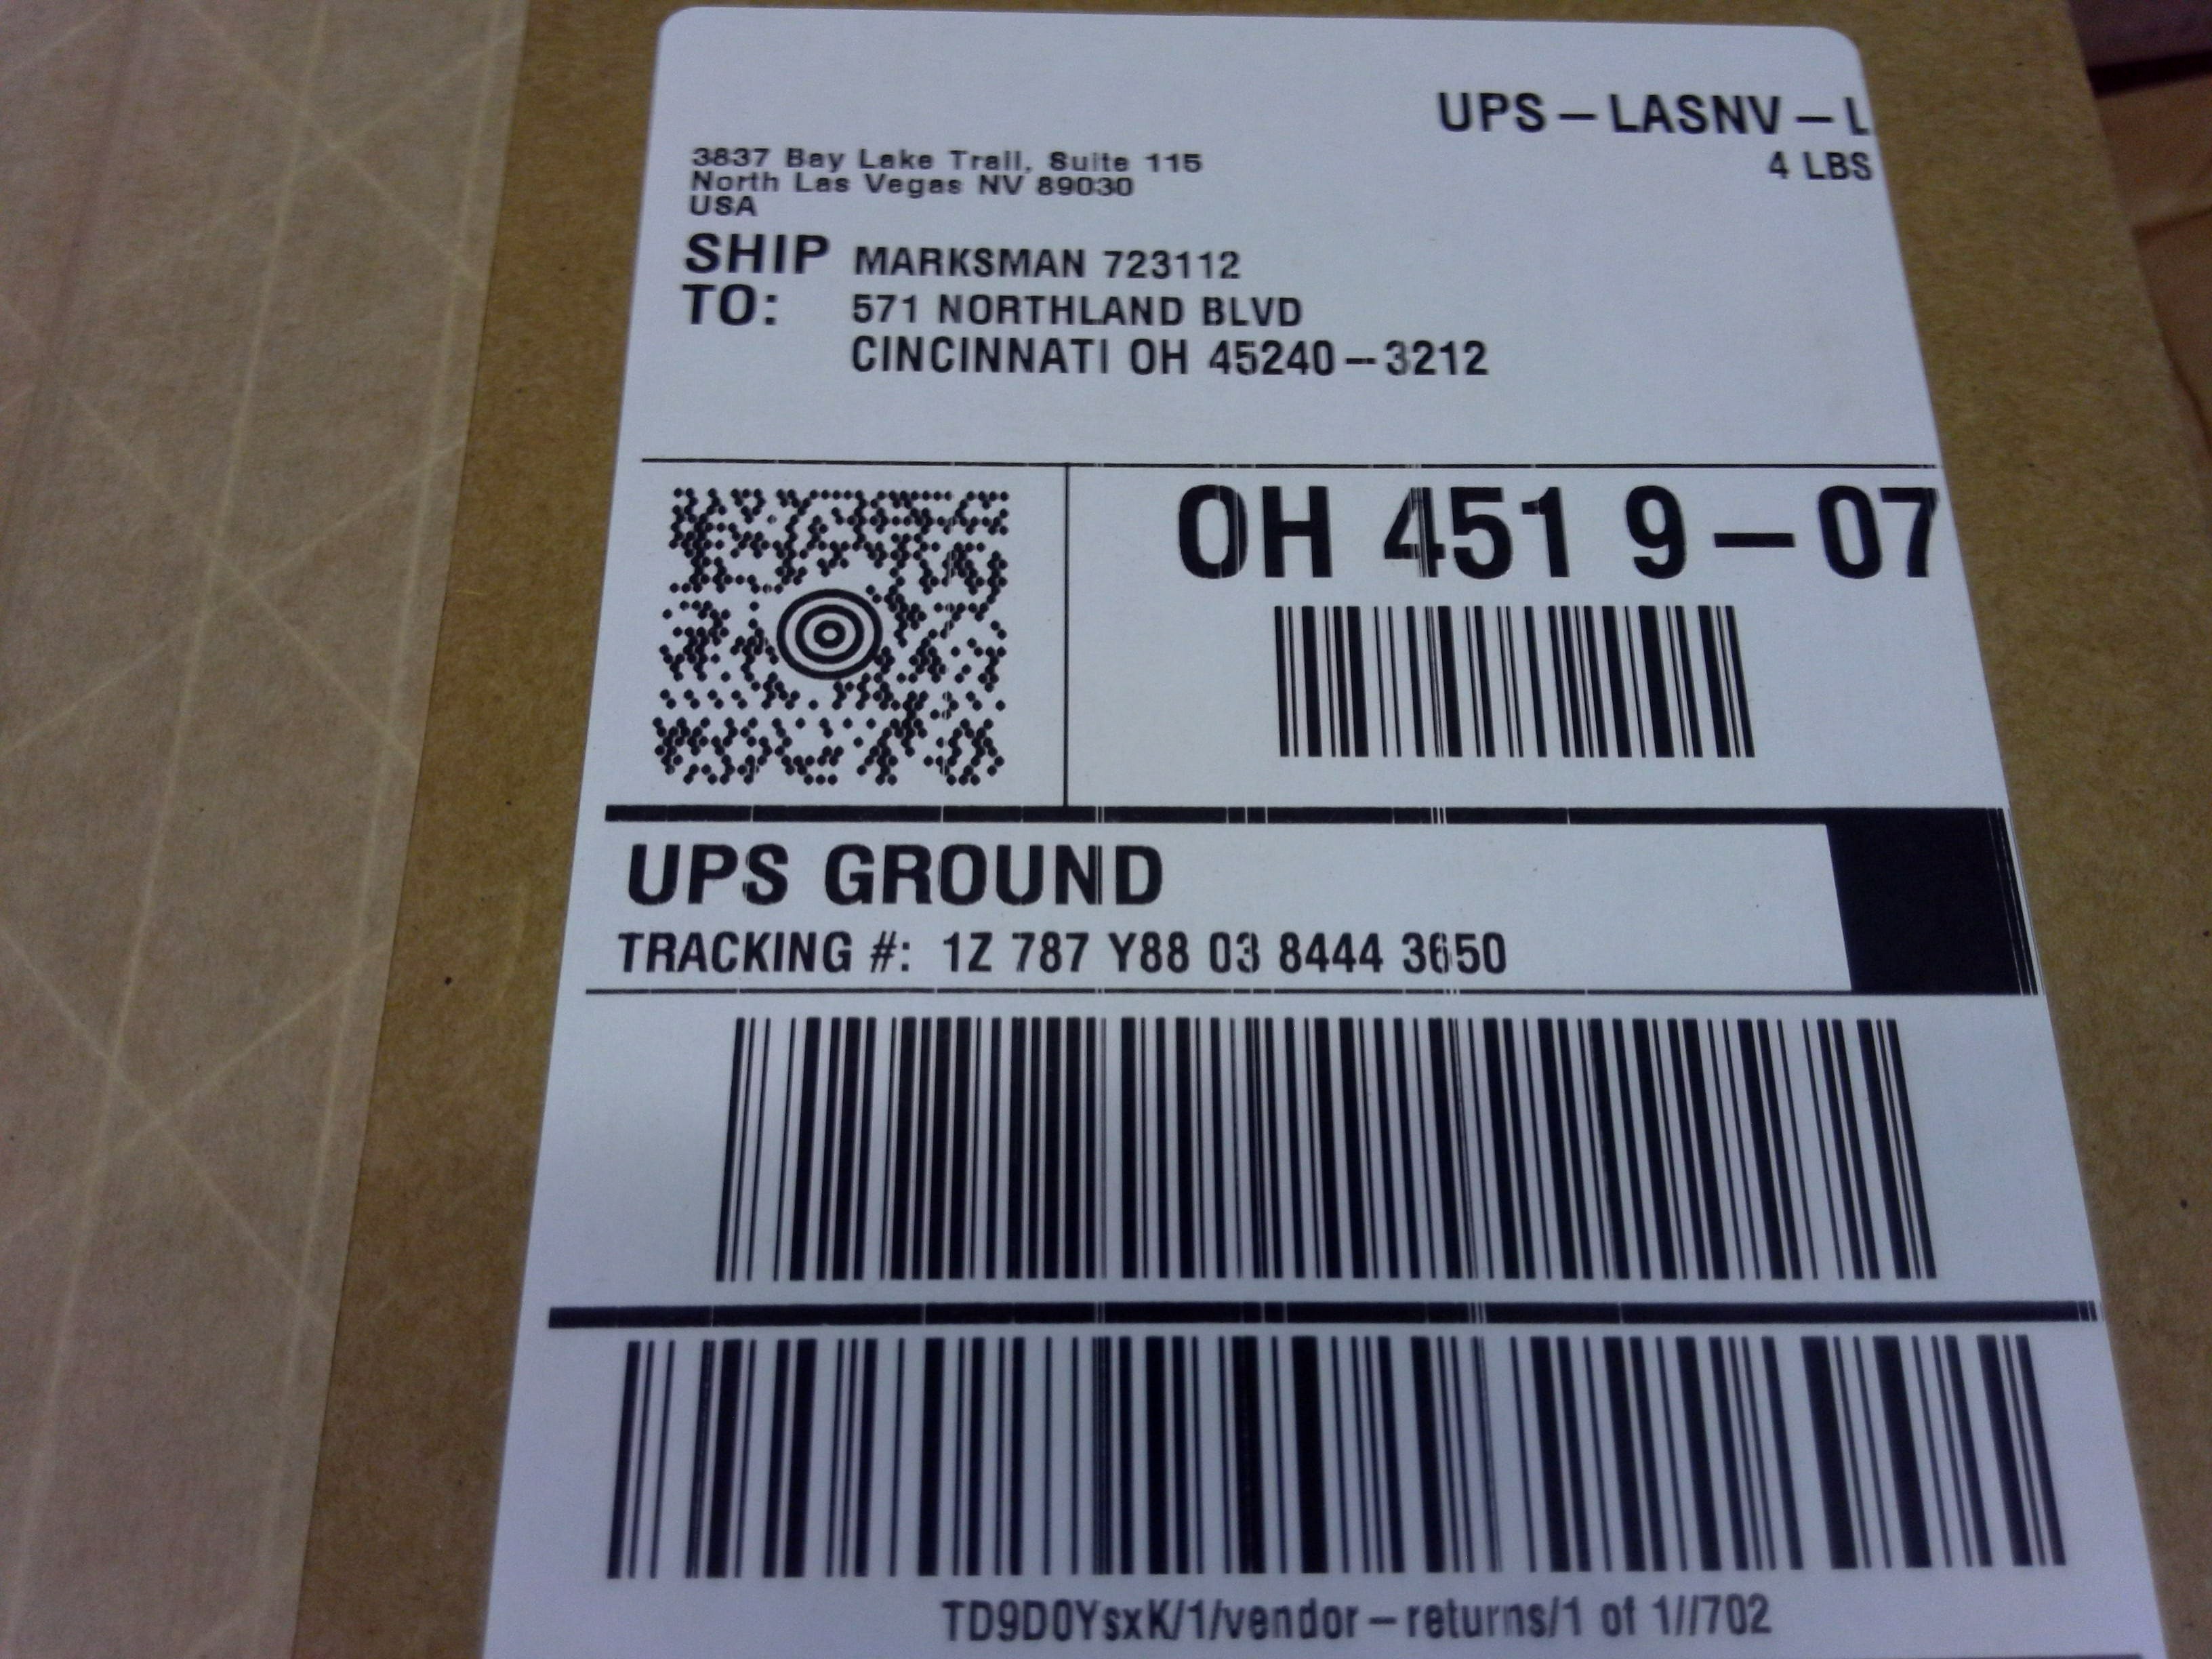 UPS – LASNV – L
4 LBS
3837 Bay Lake Trail, Suite 115
North Las Vegas NV 89030
USA
SHIP TO:
MARKSMAN 723112
571 NORTHLAND BLVD
CINCINNATI OH 45240–3212
OH 451 9–07
UPS GROUND
TRACKING #: 1Z 787 Y88 03 8444 3650
TD9D0YsxK/1/vendor–returns/1 of 1//702